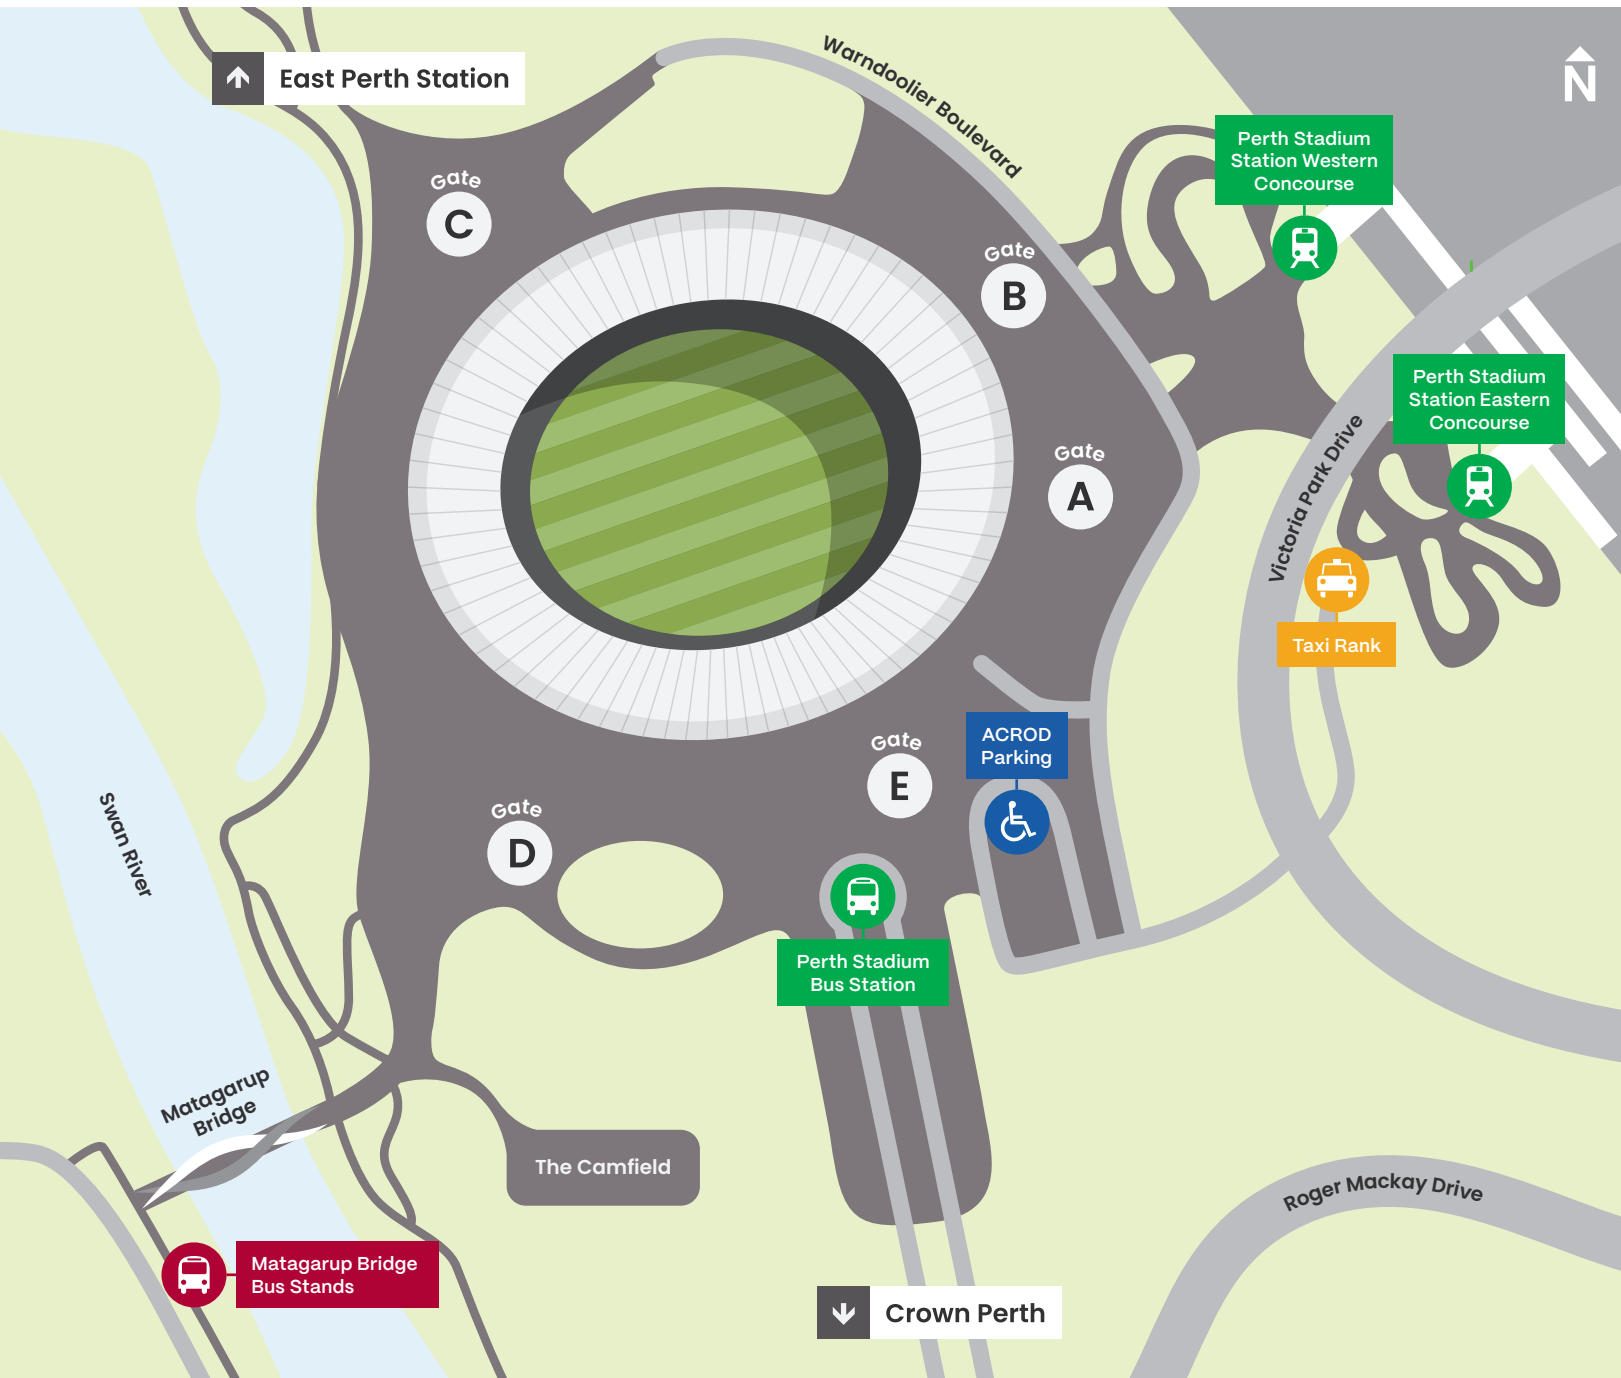 East Perth Station
Warndoolier Boulevard
N
Perth Stadium
Station Western
Concourse
Gate
C
Gate
B
Perth Stadium
Station Eastern
Concourse
Victoria Park Drive
Gate
A
Taxi Rank
ACROD
Parking
Gate
E
Gate
D
Swan River
Perth Stadium
Bus Station
Matagarup
Bridge
The Camfield
Roger Mackay Drive
Matagarup Bridge
Bus Stands
Crown Perth